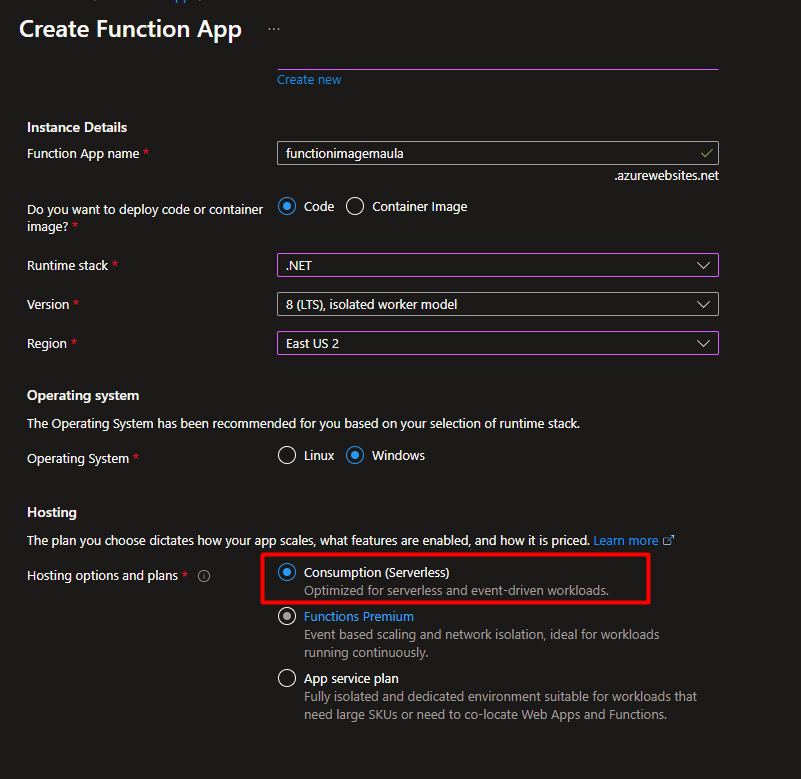 Create Function App ...
Create new
Instance Details
Function App name *
functionimagemaula
.azurewebsites.net
Do you want to deploy code or container
image? *
Code Container Image
Runtime stack *
.NET
Version *
8 (LTS), isolated worker model
Region *
East US 2
Operating system
The Operating System has been recommended for you based on your selection of runtime stack.
Operating System *
Linux Windows
Hosting
The plan you choose dictates how your app scales, what features are enabled, and how it is priced. Learn more
Hosting options and plans *
Consumption (Serverless)
Optimized for serverless and event-driven workloads.
Functions Premium
Event based scaling and network isolation, ideal for workloads
running continuously.
App service plan
Fully isolated and dedicated environment suitable for workloads that
need large SKUs or need to co-locate Web Apps and Functions.